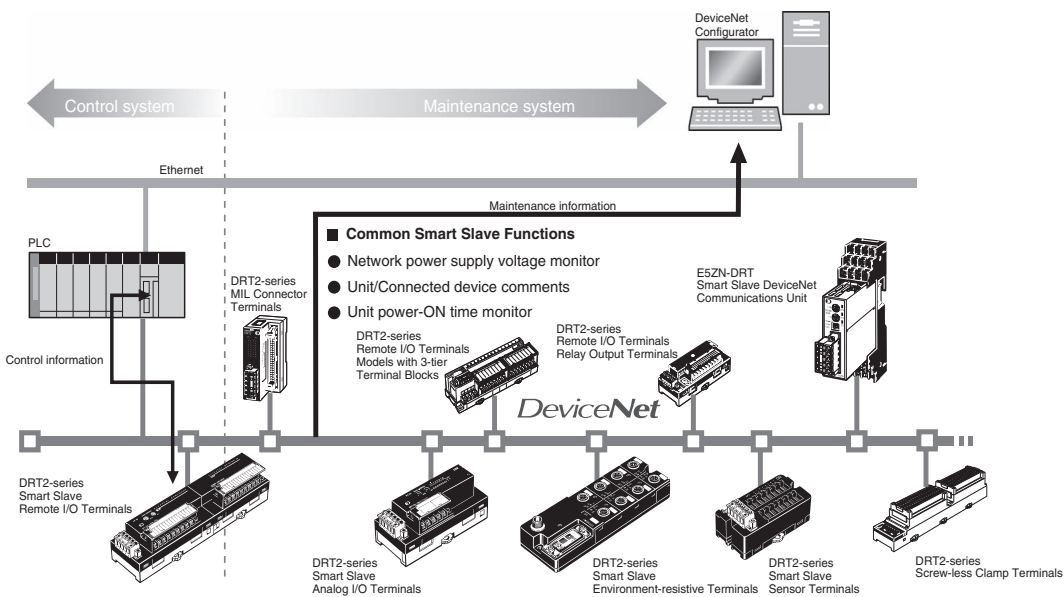 DeviceNet
Configurator
Control system
Maintenance system
Ethernet
Maintenance information
PLC
■ Common Smart Slave Functions
● Network power supply voltage monitor
● Unit/Connected device comments
● Unit power-ON time monitor
DRT2-series
MIL Connector
Terminals
E5ZN-DRT
Smart Slave DeviceNet
Communications Unit
DRT2-series
Remote I/O Terminals
Models with 3-tier
Terminal Blocks
DRT2-series
Remote I/O Terminals
Relay Output Terminals
Control information
DeviceNet
DRT2-series
Smart Slave
Remote I/O Terminals
DRT2-series
Smart Slave
Analog I/O Terminals
DRT2-series
Smart Slave
Environment-resistive Terminals
DRT2-series
Smart Slave
Sensor Terminals
DRT2-series
Screw-less Clamp Terminals